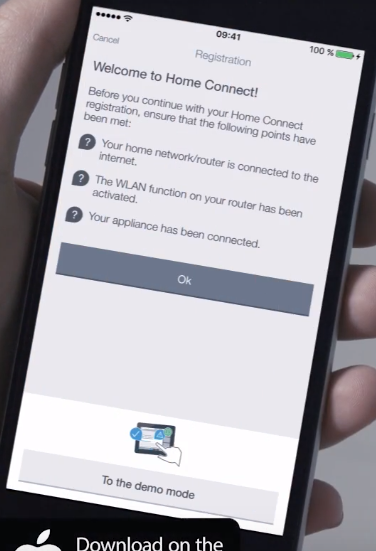 09:41
100 %
Cancel
Registration
Welcome to Home Connect!
Before you continue with your Home Connect
registration, ensure that the following points have
been met:
? Your home network/router is connected to the
internet.
? The WLAN function on your router has been
activated.
? Your appliance has been connected.
Ok
To the demo mode
Download on the